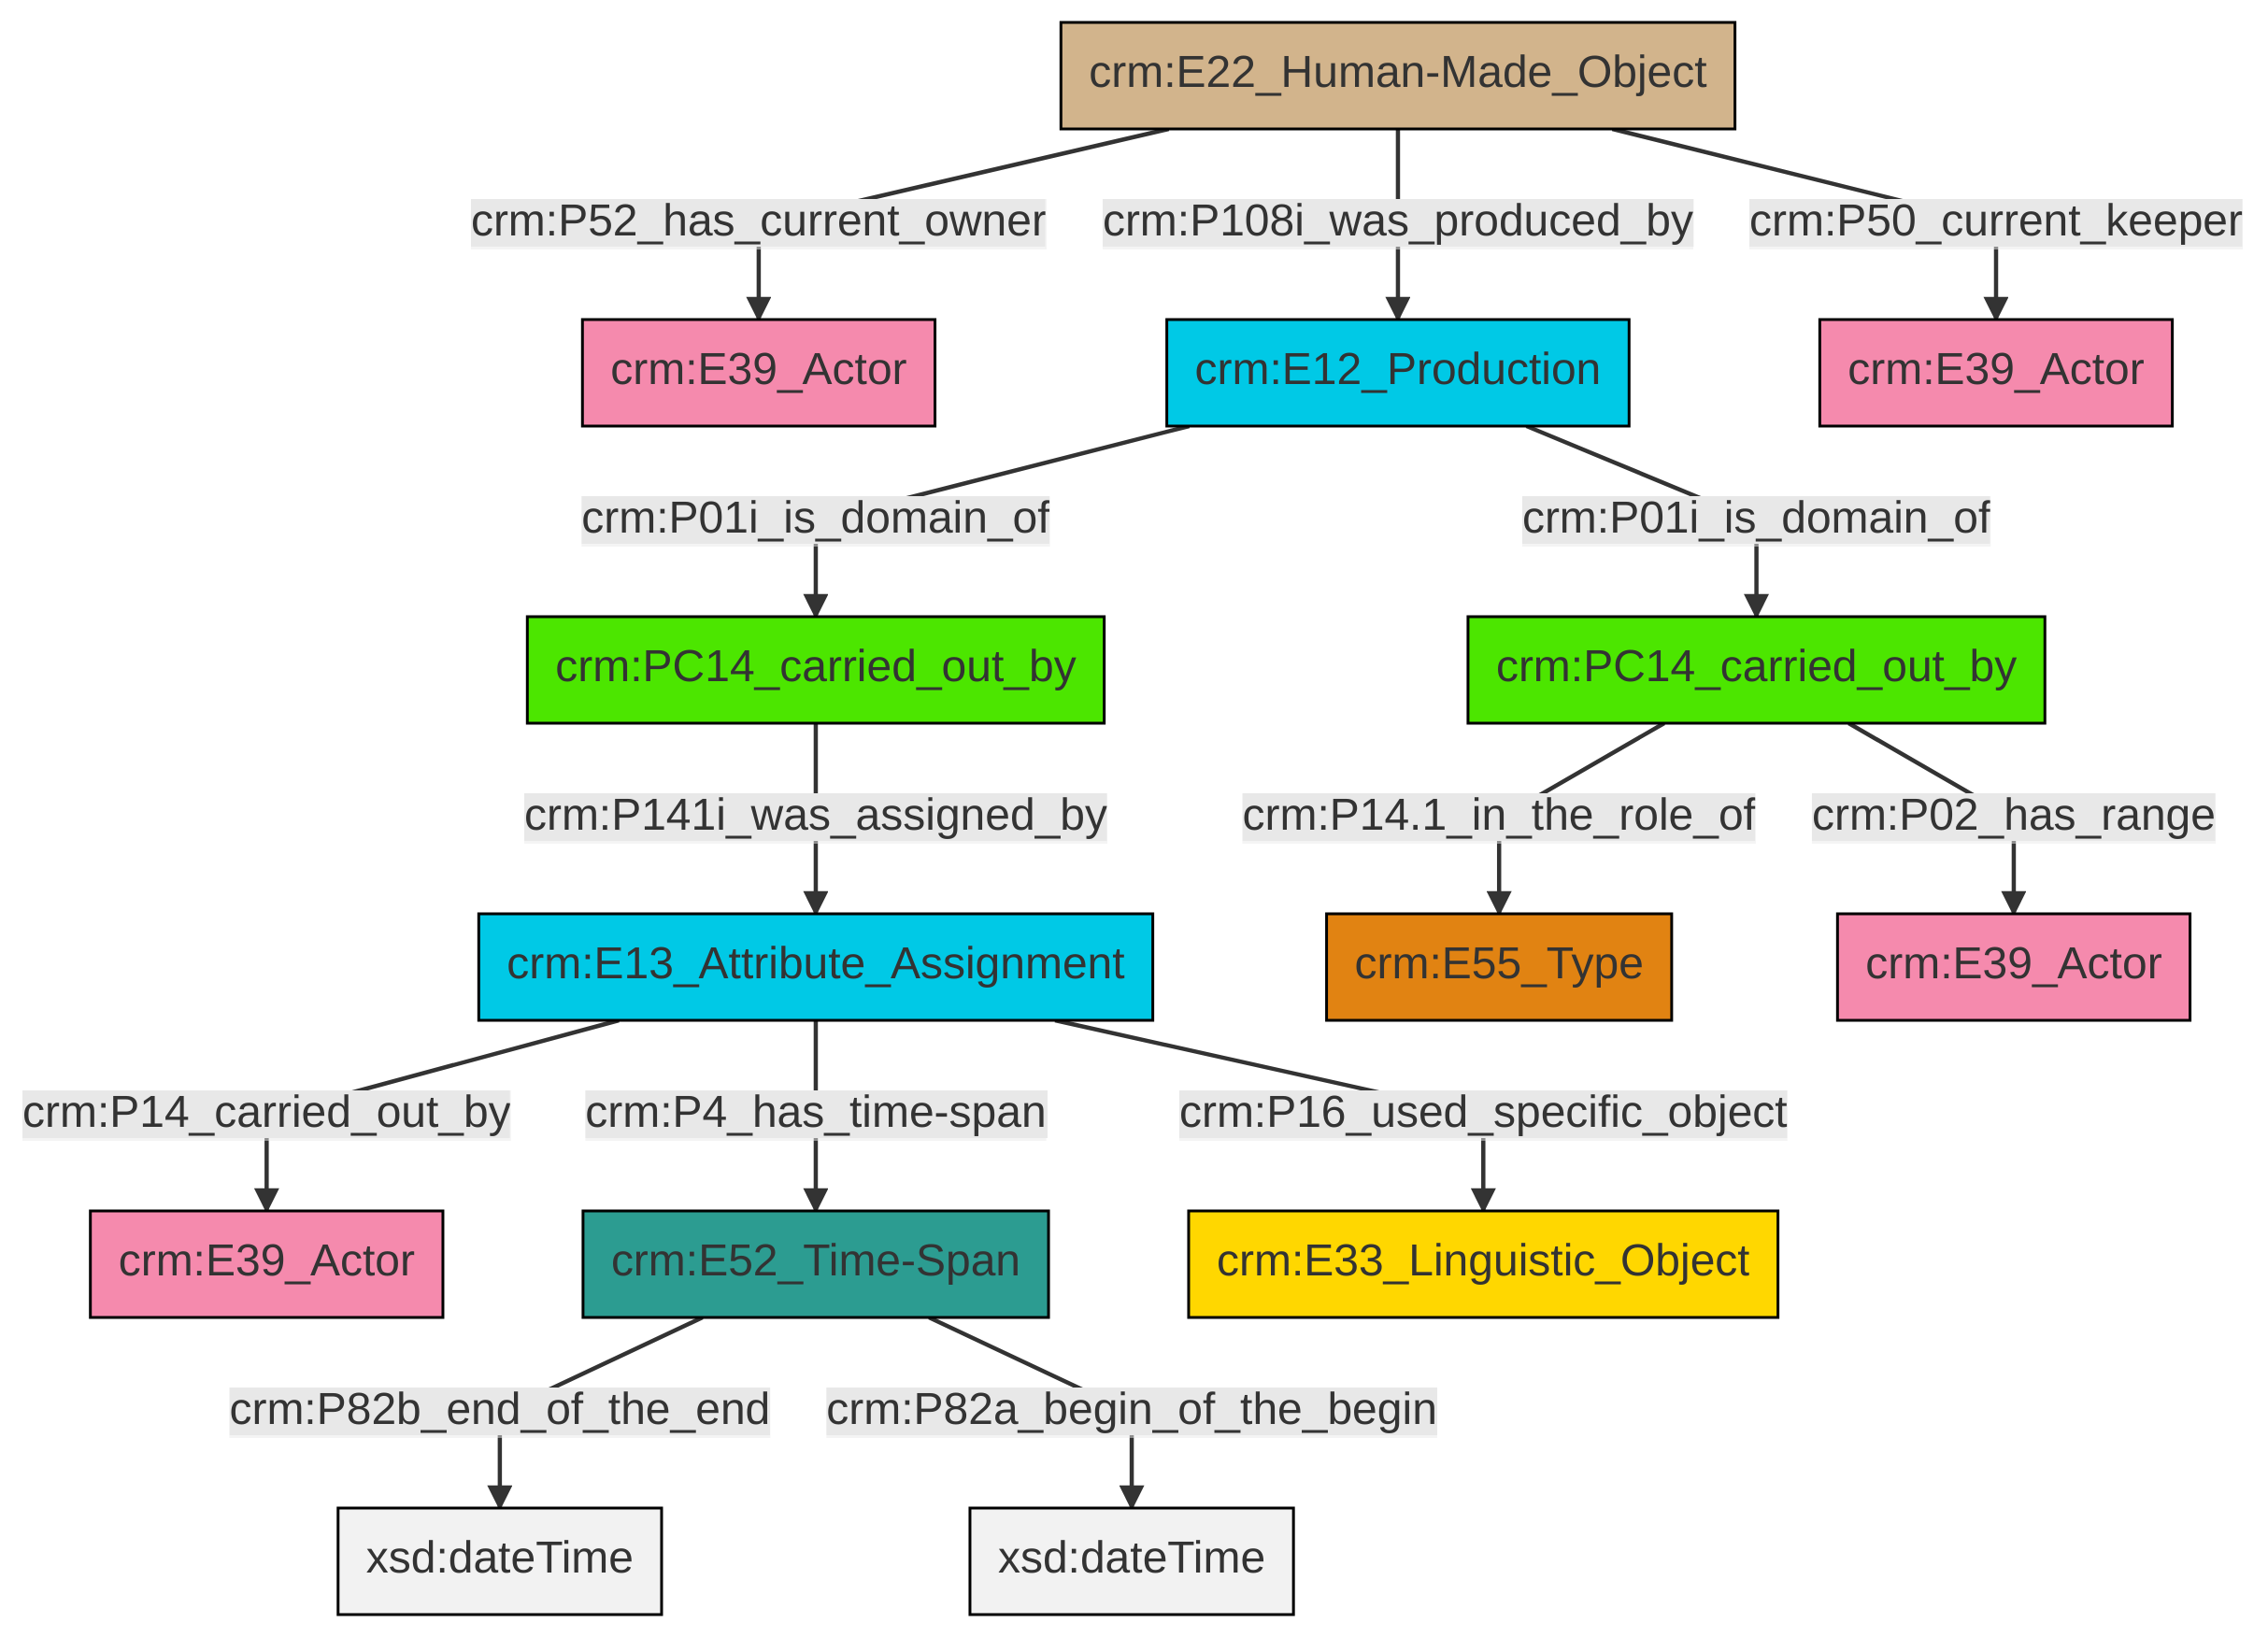 crm:E22_Human-Made_Object
crm:P52_has_current_owner
crm:P108i_was_produced_by
crm:P50_current_keeper
crm:E39_Actor
crm:E12_Production
crm:E39_Actor
crm:P01i_is_domain_of
crm:P01i_is_domain_of
crm:PC14_carried_out_by
crm:PC14_carried_out_by
crm:P141i_was_assigned_by
crm:P14.1_in_the_role_of
crm:P02_has_range
crm:E13_Attribute_Assignment
crm:E55_Type
crm:E39_Actor
crm:P14_carried_out_by
crm:P4_has_time-span
crm:P16_used_specific_object
crm:E39_Actor
crm:E52_Time-Span
crm:E33_Linguistic_Object
crm:P82b_end_of_the_end
crm:P82a_begin_of_the_begin
xsd:dateTime
xsd:dateTime